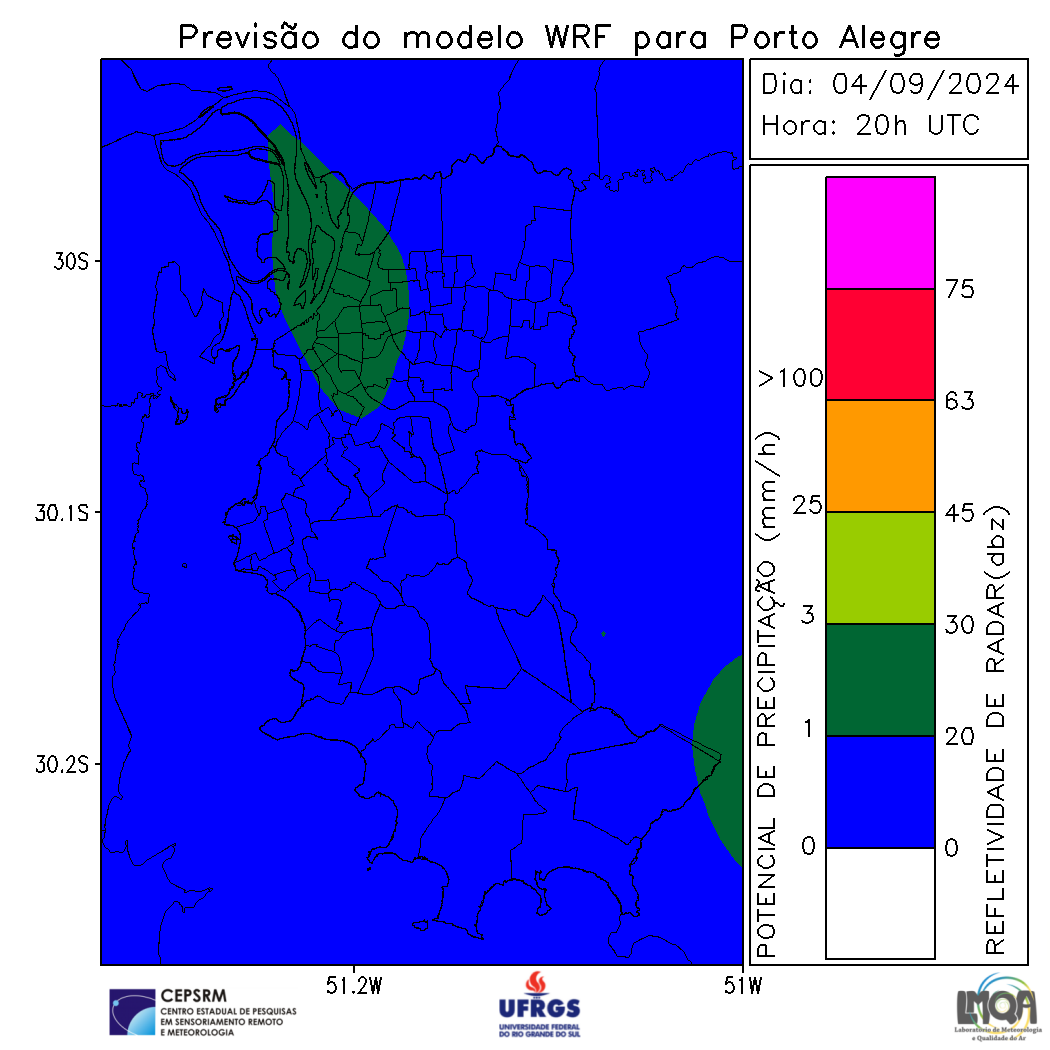 Previsão do modelo WRF para Porto Alegre
Dia: 04/09/2024
Hora: 20h UTC
30S
30.1S
30.2S
51.2W
51W
POTENCIAL DE PRECIPITAÇÃO (mm/h)
>100
25
3
1
0
75
63
45
30
20
0
REFLETIVIDADE DE RADAR(dbz)
CEPSRM
CENTRO ESTADUAL DE PESQUISAS
EM SENSORIAMENTO REMOTO
E METEOROLOGIA
UFRGS
UNIVERSIDADE FEDERAL
DO RIO GRANDE DO SUL
LMQA
Laboratório de Meteorologia
e Qualidade do Ar